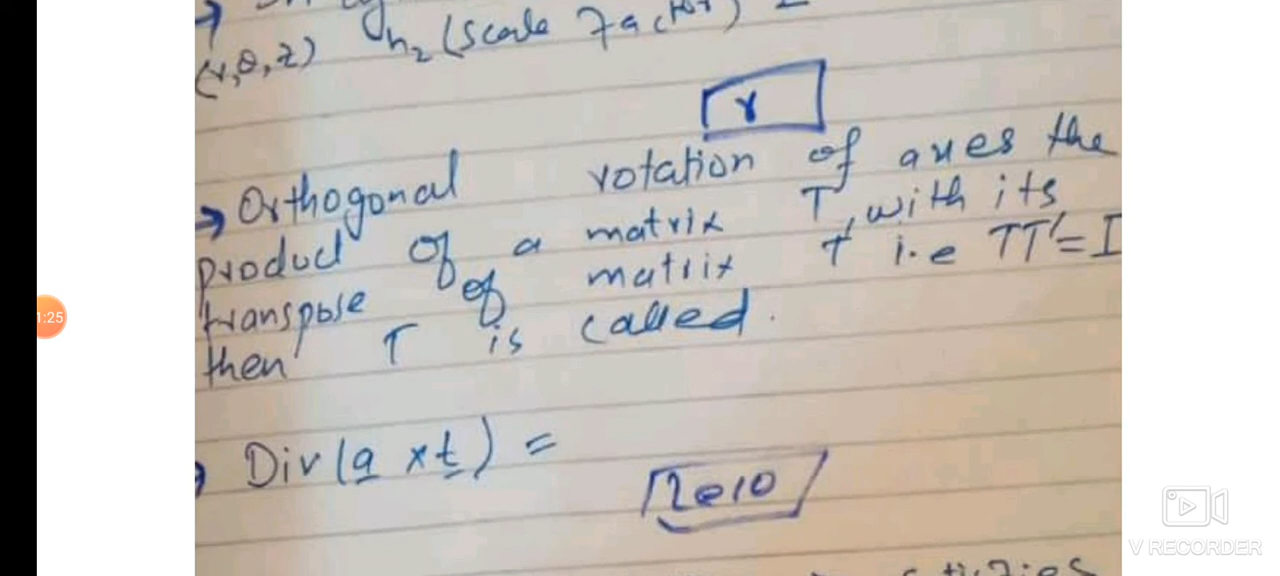 (r,θ,z) h₂ (Scale Factor) =
r
→ Orthogonal rotation of axes the
product of a matrix T, with its
transpose of matrix T' i.e TT'=I
then T is called.
Div(a × t) =
Zero
1:25
V RECORDER